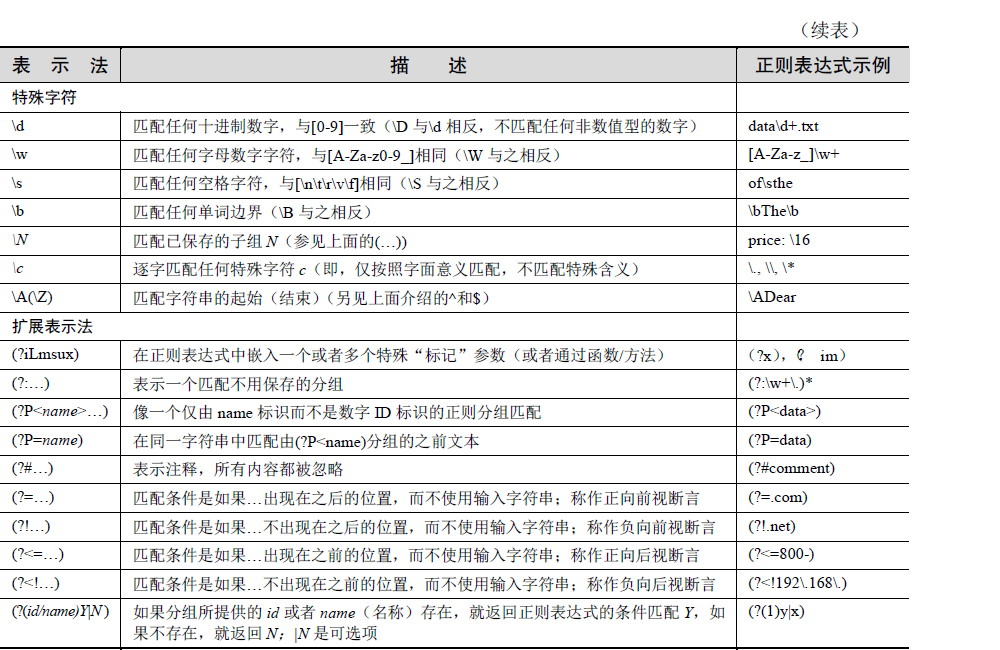 （续表）
表 示 法 描 述 正则表达式示例
特殊字符
\d 匹配任何十进制数字，与[0-9]一致（\D 与\d 相反，不匹配任何非数值型的数字） data\d+.txt
\w 匹配任何字母数字字符，与[A-Za-z0-9_]相同（\W 与之相反） [A-Za-z_]\w+
\s 匹配任何空格字符，与[\n\t\r\v\f]相同（\S 与之相反） of\sthe
\b 匹配任何单词边界（\B 与之相反） \bThe\b
\N 匹配已保存的子组 N（参见上面的(…)) price: \16
\c 逐字匹配任何特殊字符 c（即，仅按照字面意义匹配，不匹配特殊含义） \., \\, \*
\A(\Z) 匹配字符串的起始（结束）（另见上面介绍的^和$） \ADear
扩展表示法
(?iLmsux) 在正则表达式中嵌入一个或者多个特殊“标记”参数（或者通过函数/方法） （?x），（? im）
(?:…) 表示一个匹配不用保存的分组 (?:\w+\.)*
(?P<name>…) 像一个仅由 name 标识而不是数字 ID 标识的正则分组匹配 (?P<data>)
(?P=name) 在同一字符串中匹配由(?P<name)分组的之前文本 (?P=data)
(?#…) 表示注释，所有内容都被忽略 (?#comment)
(?=…) 匹配条件是如果…出现在之后的位置，而不使用输入字符串；称作正向前视断言 (?=.com)
(?!…) 匹配条件是如果…不出现在之后的位置，而不使用输入字符串；称作负向前视断言 (?!.net)
(?<=…) 匹配条件是如果…出现在之前的位置，而不使用输入字符串；称作正向后视断言 (?<=800-)
(?<!…) 匹配条件是如果…不出现在之前的位置，而不使用输入字符串；称作负向后视断言 (?<!192\.168\.)
(?(id/name)Y|N) 如果分组所提供的 id 或者 name（名称）存在，就返回正则表达式的条件匹配 Y，如 (?(1)y|x)
果不存在，就返回 N；|N 是可选项